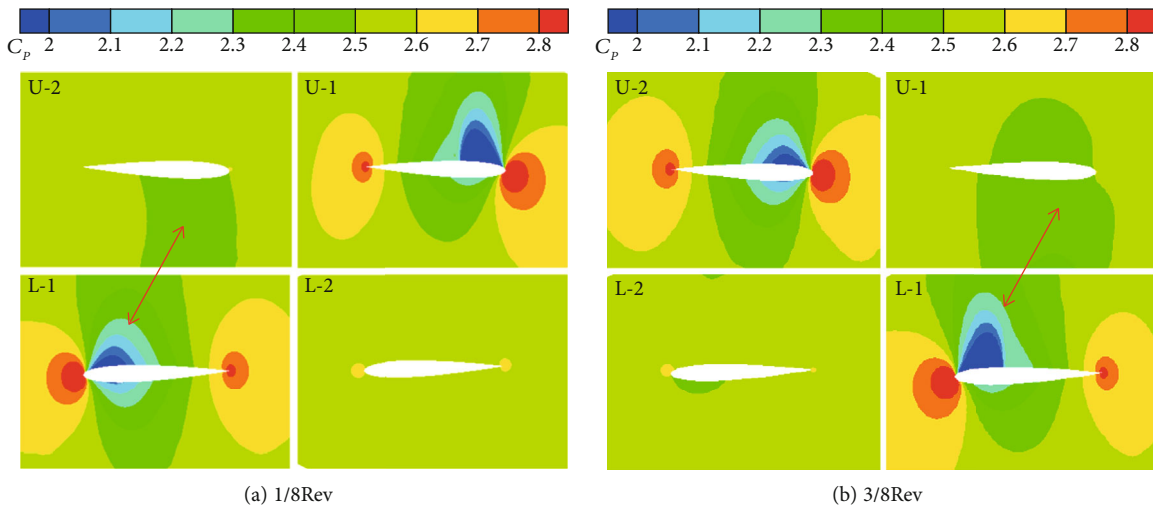 C_P 2 2.1 2.2 2.3 2.4 2.5 2.6 2.7 2.8
U-2
U-1
L-1
L-2
(a) 1/8Rev
C_P 2 2.1 2.2 2.3 2.4 2.5 2.6 2.7 2.8
U-2
U-1
L-2
L-1
(b) 3/8Rev